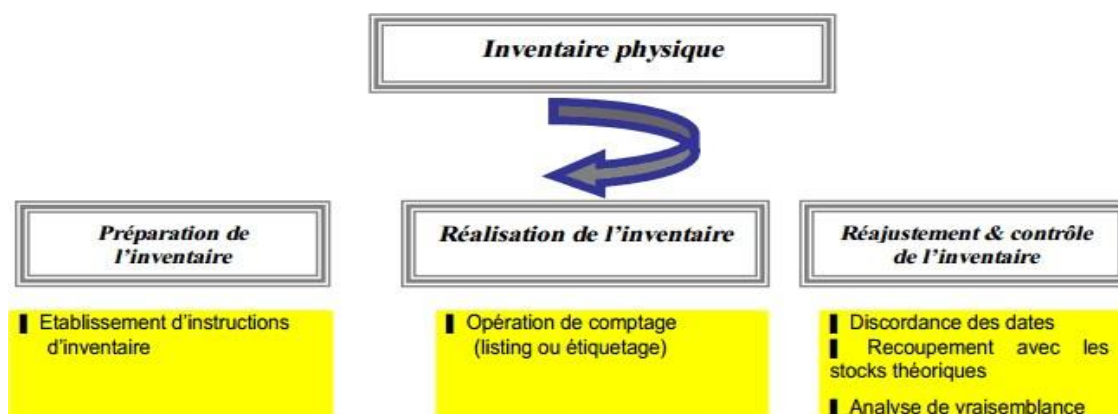 Inventaire physique
Préparation de
l'inventaire
Réalisation de l'inventaire
Réajustement & contrôle
de l'inventaire
Etablissement d'instructions
d'inventaire
Opération de comptage
(listing ou étiquetage)
Discordance des dates
Recoupement avec les
stocks théoriques
Analyse de vraisemblance